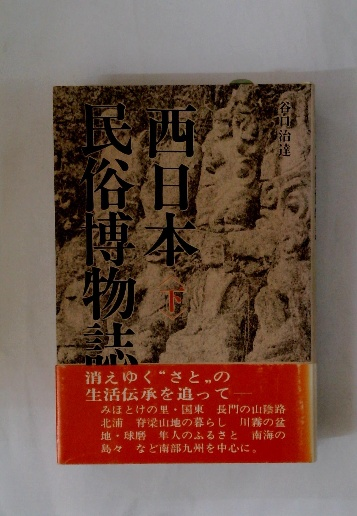 谷口治達
西日本
民俗博物誌
下
消えゆく“さと〟の
生活伝承を追って—
みほとけの里・国東　長門の山陰路
北浦　脊梁山地の暮らし　川霧の盆
地・球磨　隼人のふるさと　南海の
島々　など南部九州を中心に。